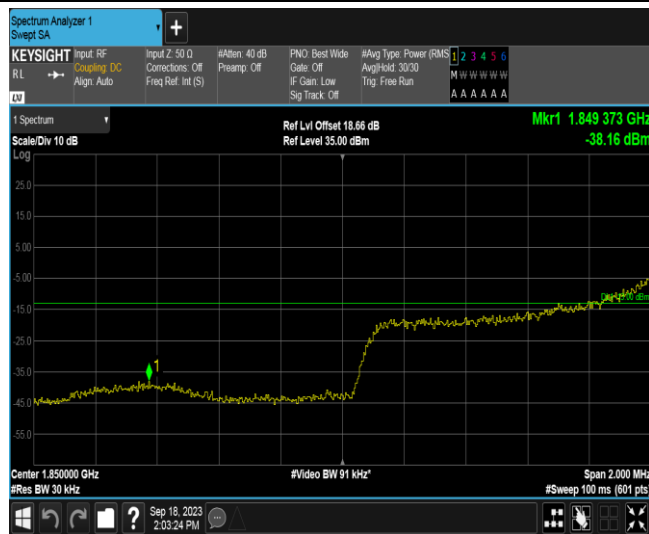 Spectrum Analyzer 1
Swept SA
+
KEYSIGHT
RL
Input: RF
Coupling: DC
Align: Auto
Input Z: 50 Ω
Corrections: Off
Freq Ref: Int (S)
#Atten: 40 dB
Preamp: Off
PNO: Best Wide
Gate: Off
IF Gain: Low
Sig Track: Off
#Avg Type: Power (RMS
Avg|Hold: 30/30
Trig: Free Run
1 2 3 4 5 6
M W W W W W
A A A A A A
LXI
1 Spectrum
Scale/Div 10 dB
Log
Ref Lvl Offset 18.66 dB
Ref Level 35.00 dBm
Mkr1 1.849 373 GHz
-38.16 dBm
25.0
15.0
5.00
-5.00
-15.0
-25.0
-35.0
-45.0
-55.0
1
Center 1.850000 GHz
#Res BW 30 kHz
#Video BW 91 kHz*
Span 2.000 MHz
#Sweep 100 ms (601 pts)
?
Sep 18, 2023
2:03:24 PM